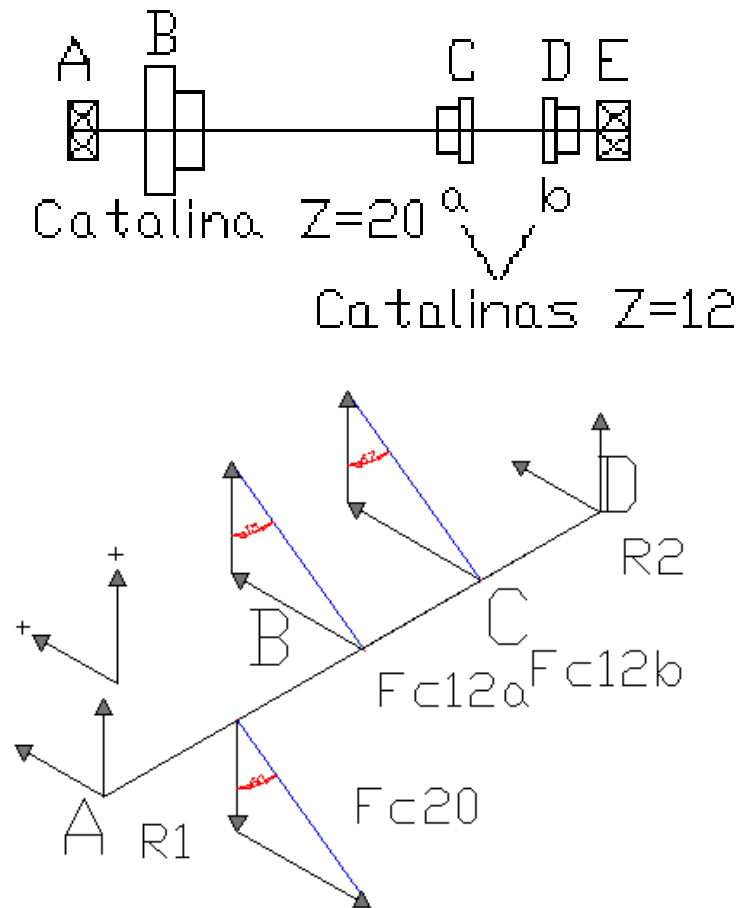 A B C D E
a b
Catalina Z=20
Catalinas Z=12
+
+
D
R2
B
C
Fc12a
Fc12b
A
R1
Fc20